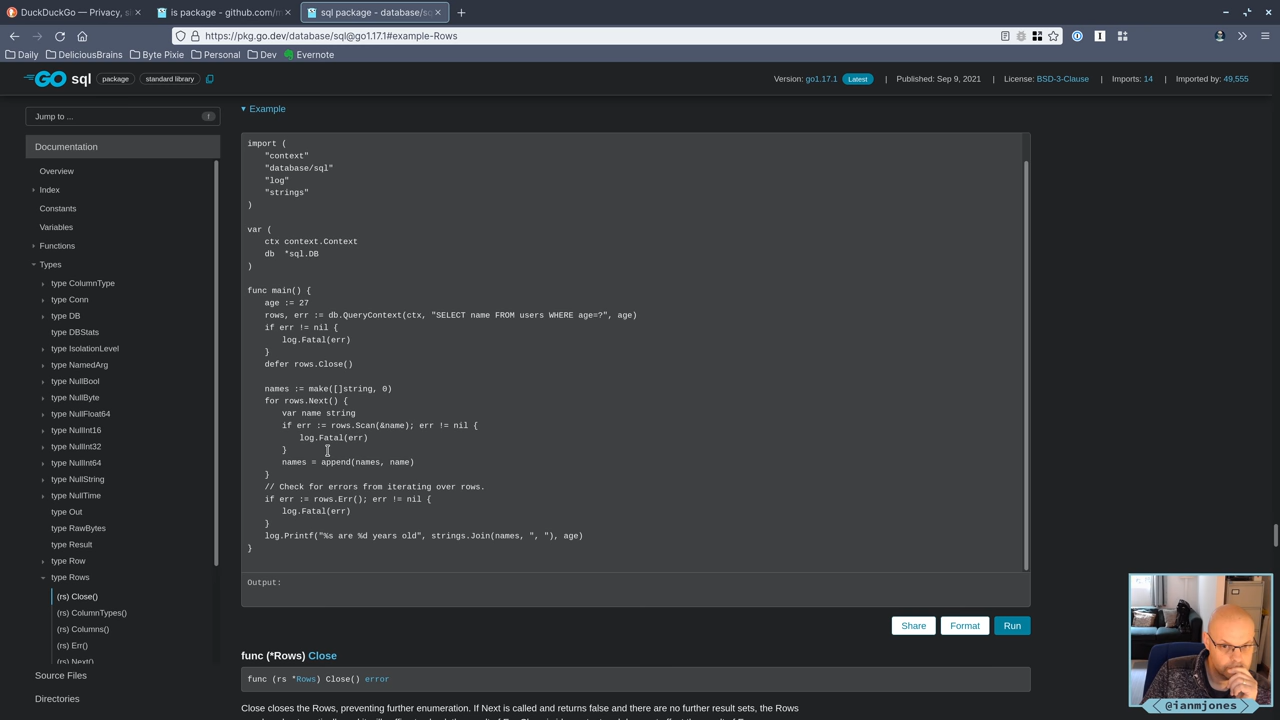 DuckDuckGo — Privacy, si
is package - github.com/m
sql package - database/sq
https://pkg.go.dev/database/sql@go1.17.1#example-Rows
Daily
DeliciousBrains
Byte Pixie
Personal
Dev
Evernote
GO sql package standard library
Version: go1.17.1 Latest | Published: Sep 9, 2021 | License: BSD-3-Clause | Imports: 14 | Imported by: 49,555
Jump to ... f
Documentation
Overview
Index
Constants
Variables
Functions
Types
type ColumnType
type Conn
type DB
type DBStats
type IsolationLevel
type NamedArg
type NullBool
type NullByte
type NullFloat64
type NullInt16
type NullInt32
type NullInt64
type NullString
type NullTime
type Out
type RawBytes
type Result
type Row
type Rows
(rs) Close()
(rs) ColumnTypes()
(rs) Columns()
(rs) Err()
(rs) Next()
Source Files
Directories
▾ Example
import (
"context"
"database/sql"
"log"
"strings"
)
var (
ctx context.Context
db  *sql.DB
)
func main() {
age := 27
rows, err := db.QueryContext(ctx, "SELECT name FROM users WHERE age=?", age)
if err != nil {
log.Fatal(err)
}
defer rows.Close()
names := make([]string, 0)
for rows.Next() {
var name string
if err := rows.Scan(&name); err != nil {
log.Fatal(err)
}
names = append(names, name)
}
// Check for errors from iterating over rows.
if err := rows.Err(); err != nil {
log.Fatal(err)
}
log.Printf("%s are %d years old", strings.Join(names, ", "), age)
}
Output:
Share Format Run
func (*Rows) Close
func (rs *Rows) Close() error
Close closes the Rows, preventing further enumeration. If Next is called and returns false and there are no further result sets, the Rows
@ianmjones